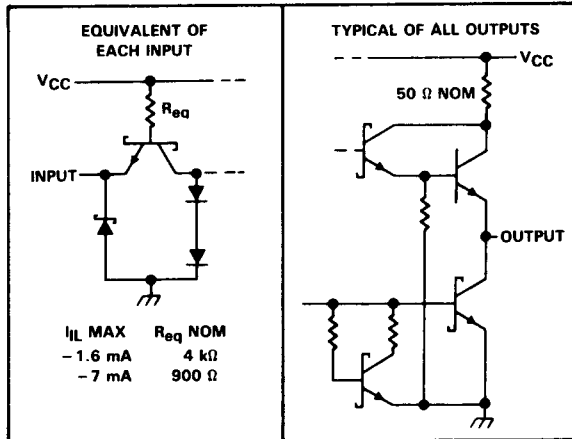 EQUIVALENT OF
EACH INPUT
VCC
Req
INPUT
IIL MAX Req NOM
−1.6 mA 4 kΩ
−7 mA 900 Ω
TYPICAL OF ALL OUTPUTS
VCC
50 Ω NOM
OUTPUT